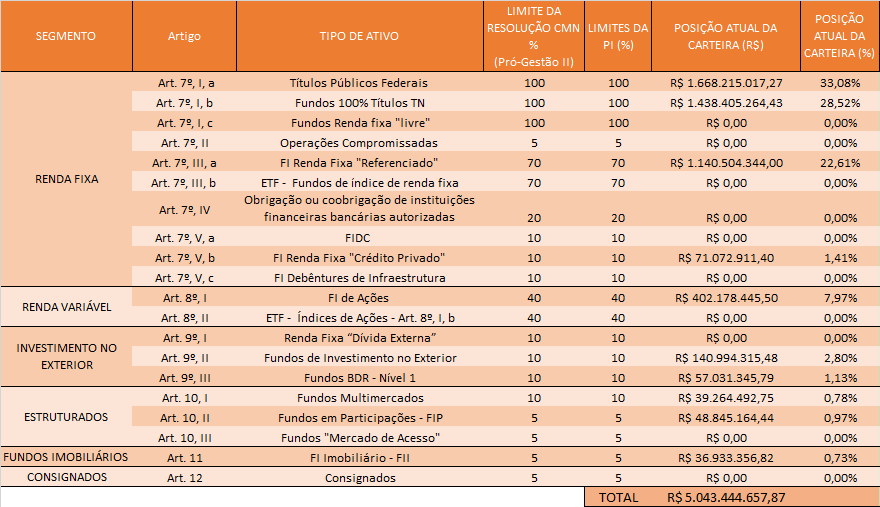 SEGMENTO Artigo TIPO DE ATIVO LIMITE DA RESOLUÇÃO CMN % (Pró-Gestão II) LIMITES DA PI (%) POSIÇÃO ATUAL DA CARTEIRA (R$) POSIÇÃO ATUAL DA CARTEIRA (%)
RENDA FIXA
Art. 7º, I, a Títulos Públicos Federais 100 100 R$ 1.668.215.017,27 33,08%
Art. 7º, I, b Fundos 100% Títulos TN 100 100 R$ 1.438.405.264,43 28,52%
Art. 7º, I, c Fundos Renda fixa "livre" 100 100 R$ 0,00 0,00%
Art. 7º, II Operações Compromissadas 5 5 R$ 0,00 0,00%
Art. 7º, III, a FI Renda Fixa "Referenciado" 70 70 R$ 1.140.504.344,00 22,61%
Art. 7º, III, b ETF - Fundos de índice de renda fixa 70 70 R$ 0,00 0,00%
Art. 7º, IV Obrigação ou coobrigação de instituições financeiras bancárias autorizadas 20 20 R$ 0,00 0,00%
Art. 7º, V, a FIDC 10 10 R$ 0,00 0,00%
Art. 7º, V, b FI Renda Fixa "Crédito Privado" 10 10 R$ 71.072.911,40 1,41%
Art. 7º, V, c FI Debêntures de Infraestrutura 10 10 R$ 0,00 0,00%
RENDA VARIÁVEL
Art. 8º, I FI de Ações 40 40 R$ 402.178.445,50 7,97%
Art. 8º, II ETF - Índices de Ações - Art. 8º, I, b 40 40 R$ 0,00 0,00%
INVESTIMENTO NO EXTERIOR
Art. 9º, I Renda Fixa “Dívida Externa” 10 10 R$ 0,00 0,00%
Art. 9º, II Fundos de Investimento no Exterior 10 10 R$ 140.994.315,48 2,80%
Art. 9º, III Fundos BDR - Nível 1 10 10 R$ 57.031.345,79 1,13%
ESTRUTURADOS
Art. 10, I Fundos Multimercados 10 10 R$ 39.264.492,75 0,78%
Art. 10, II Fundos em Participações - FIP 5 5 R$ 48.845.164,44 0,97%
Art. 10, III Fundos "Mercado de Acesso" 5 5 R$ 0,00 0,00%
FUNDOS IMOBILIÁRIOS Art. 11 FI Imobiliário - FII 5 5 R$ 36.933.356,82 0,73%
CONSIGNADOS Art. 12 Consignados 5 5 R$ 0,00 0,00%
TOTAL R$ 5.043.444.657,87